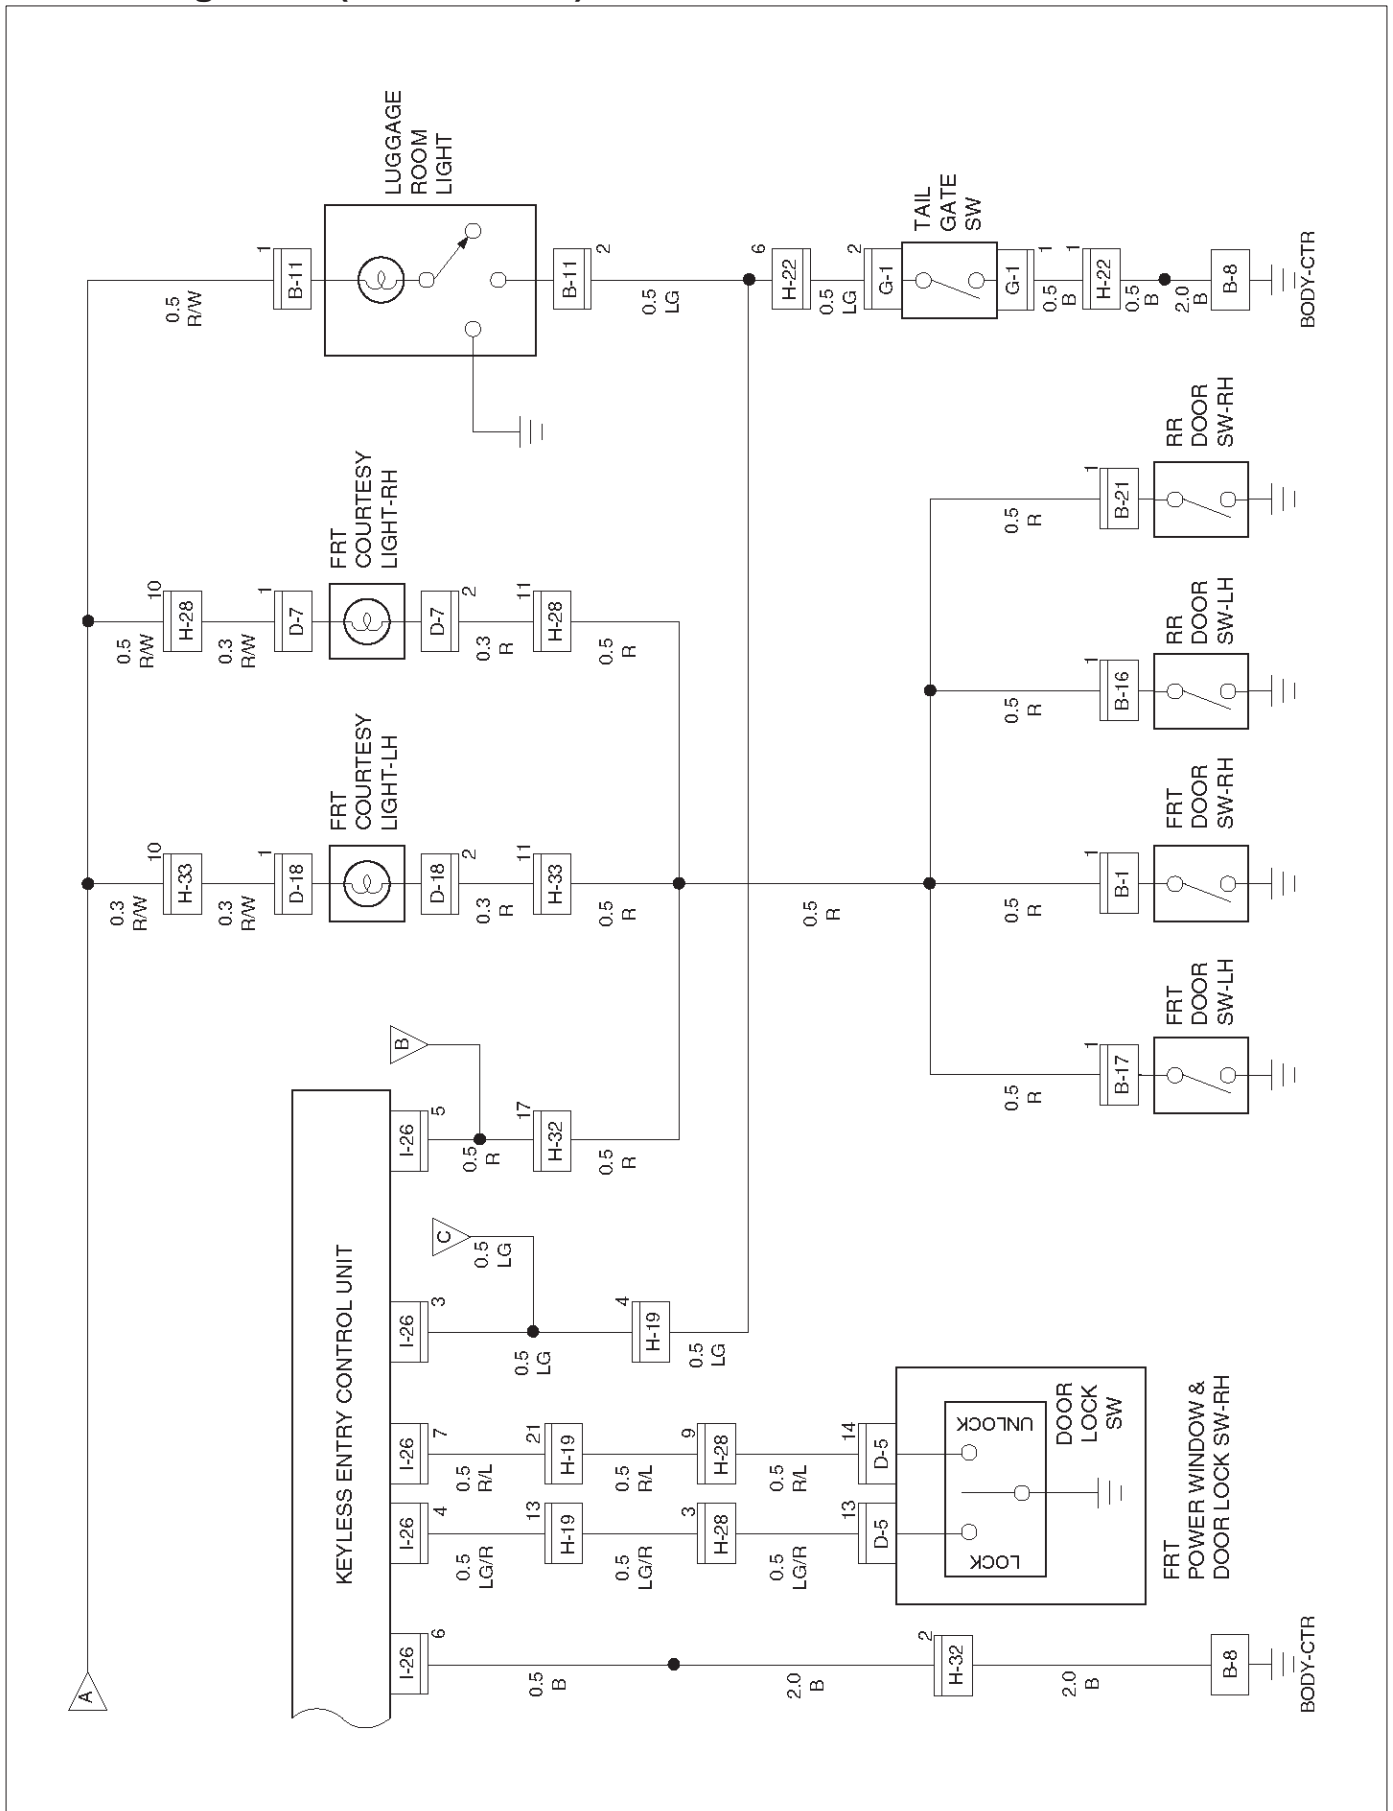 A
0.5
R/W
1
B-11
LUGGAGE
ROOM
LIGHT
B-11
2
0.5
LG
6
H-22
0.5
LG
2
G-1
TAIL
GATE
SW
G-1
1
0.5
B
1
H-22
0.5
B
2.0
B
B-8
BODY-CTR
0.5
R/W
10
H-28
0.3
R/W
1
D-7
FRT
COURTESY
LIGHT-RH
D-7
2
0.3
R
11
H-28
0.5
R
0.3
R/W
10
H-33
0.3
R/W
1
D-18
FRT
COURTESY
LIGHT-LH
D-18
2
0.3
R
11
H-33
0.5
R
0.5
R
0.5
R
1
B-21
RR
DOOR
SW-RH
0.5
R
1
B-16
RR
DOOR
SW-LH
0.5
R
1
B-1
FRT
DOOR
SW-RH
0.5
R
1
B-17
FRT
DOOR
SW-LH
KEYLESS ENTRY CONTROL UNIT
I-26
5
B
0.5
R
17
H-32
0.5
R
I-26
3
C
0.5
LG
0.5
LG
4
H-19
0.5
LG
I-26
7
0.5
R/L
21
H-19
0.5
R/L
9
H-28
0.5
R/L
14
D-5
I-26
4
0.5
LG/R
13
H-19
0.5
LG/R
3
H-28
0.5
LG/R
13
D-5
LOCK
UNLOCK
DOOR
LOCK
SW
FRT
POWER WINDOW &
DOOR LOCK SW-RH
I-26
6
0.5
B
2.0
B
2
H-32
2.0
B
B-8
BODY-CTR